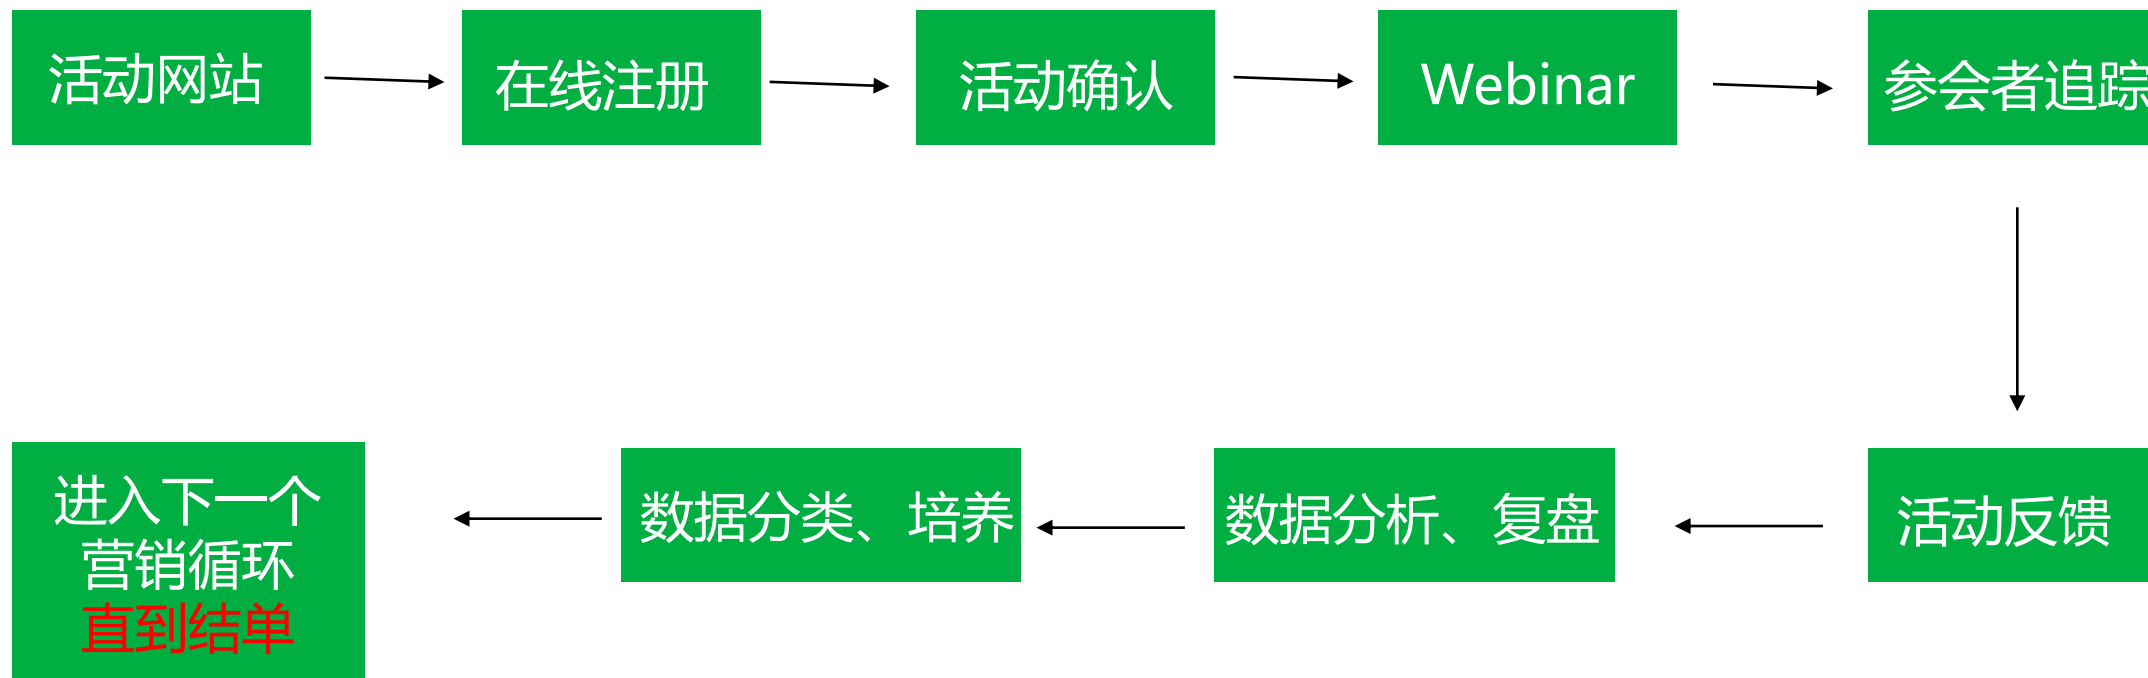 活动网站
在线注册
活动确认
Webinar
参会者追踪
活动反馈
数据分析、复盘
数据分类、培养
进入下一个
营销循环
直到结单